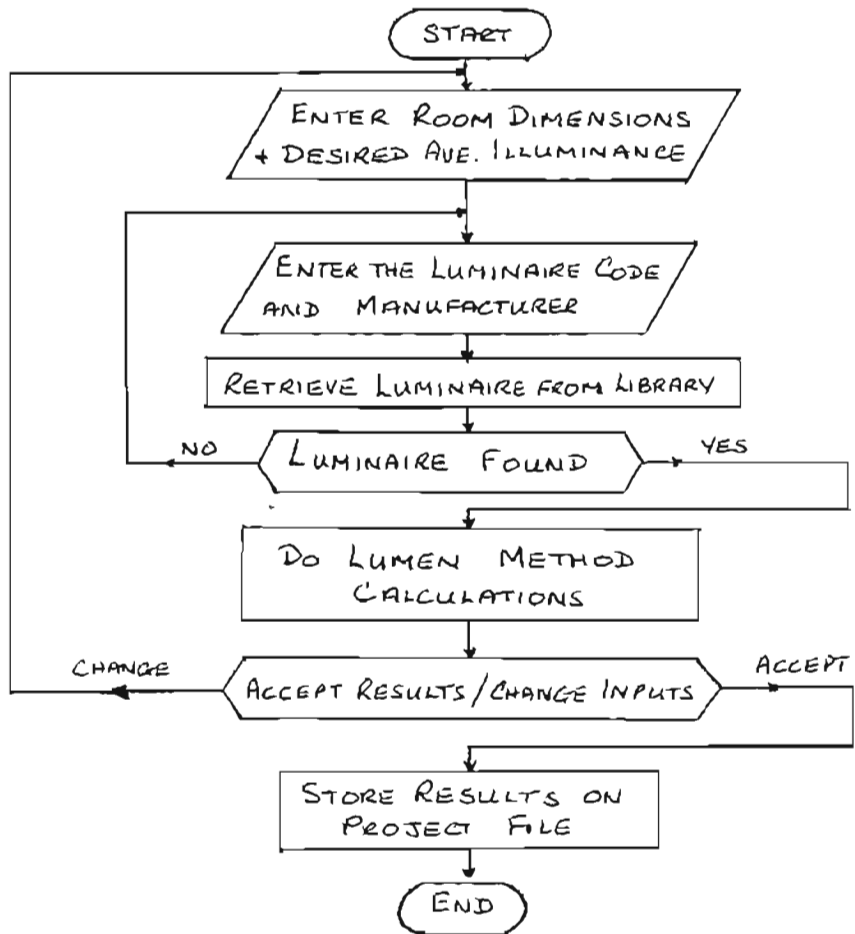 START
ENTER ROOM DIMENSIONS
+ DESIRED AVE. ILLUMINANCE
ENTER THE LUMINAIRE CODE
AND MANUFACTURER
RETRIEVE LUMINAIRE FROM LIBRARY
NO
LUMINAIRE FOUND
YES
DO LUMEN METHOD
CALCULATIONS
CHANGE
ACCEPT RESULTS/CHANGE INPUTS
ACCEPT
STORE RESULTS ON
PROJECT FILE
END